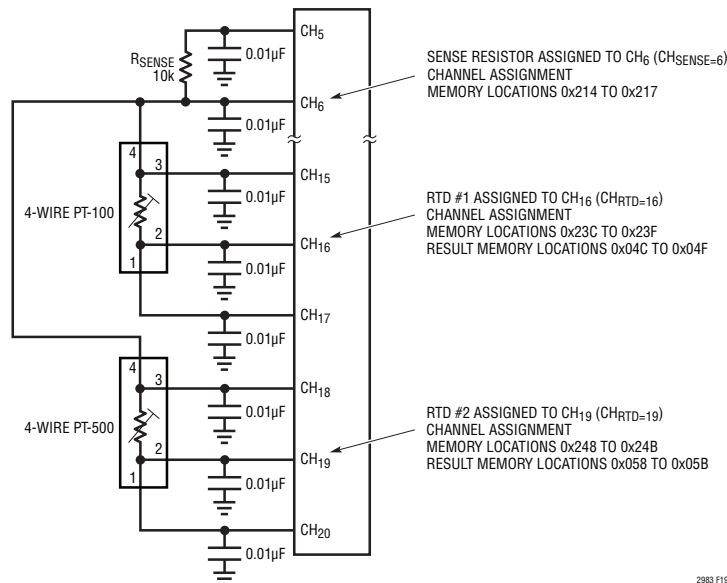 CH5
RSENSE
10k
0.01µF
SENSE RESISTOR ASSIGNED TO CH6 (CHSENSE=6)
CHANNEL ASSIGNMENT
MEMORY LOCATIONS 0x214 TO 0x217
CH6
0.01µF
4
3
CH15
0.01µF
4-WIRE PT-100
RTD #1 ASSIGNED TO CH16 (CHRTD=16)
CHANNEL ASSIGNMENT
MEMORY LOCATIONS 0x23C TO 0x23F
RESULT MEMORY LOCATIONS 0x04C TO 0x04F
2
CH16
1
0.01µF
CH17
0.01µF
4
3
CH18
0.01µF
4-WIRE PT-500
RTD #2 ASSIGNED TO CH19 (CHRTD=19)
CHANNEL ASSIGNMENT
MEMORY LOCATIONS 0x248 TO 0x24B
RESULT MEMORY LOCATIONS 0x058 TO 0x05B
2
CH19
1
0.01µF
CH20
0.01µF
2983 F19